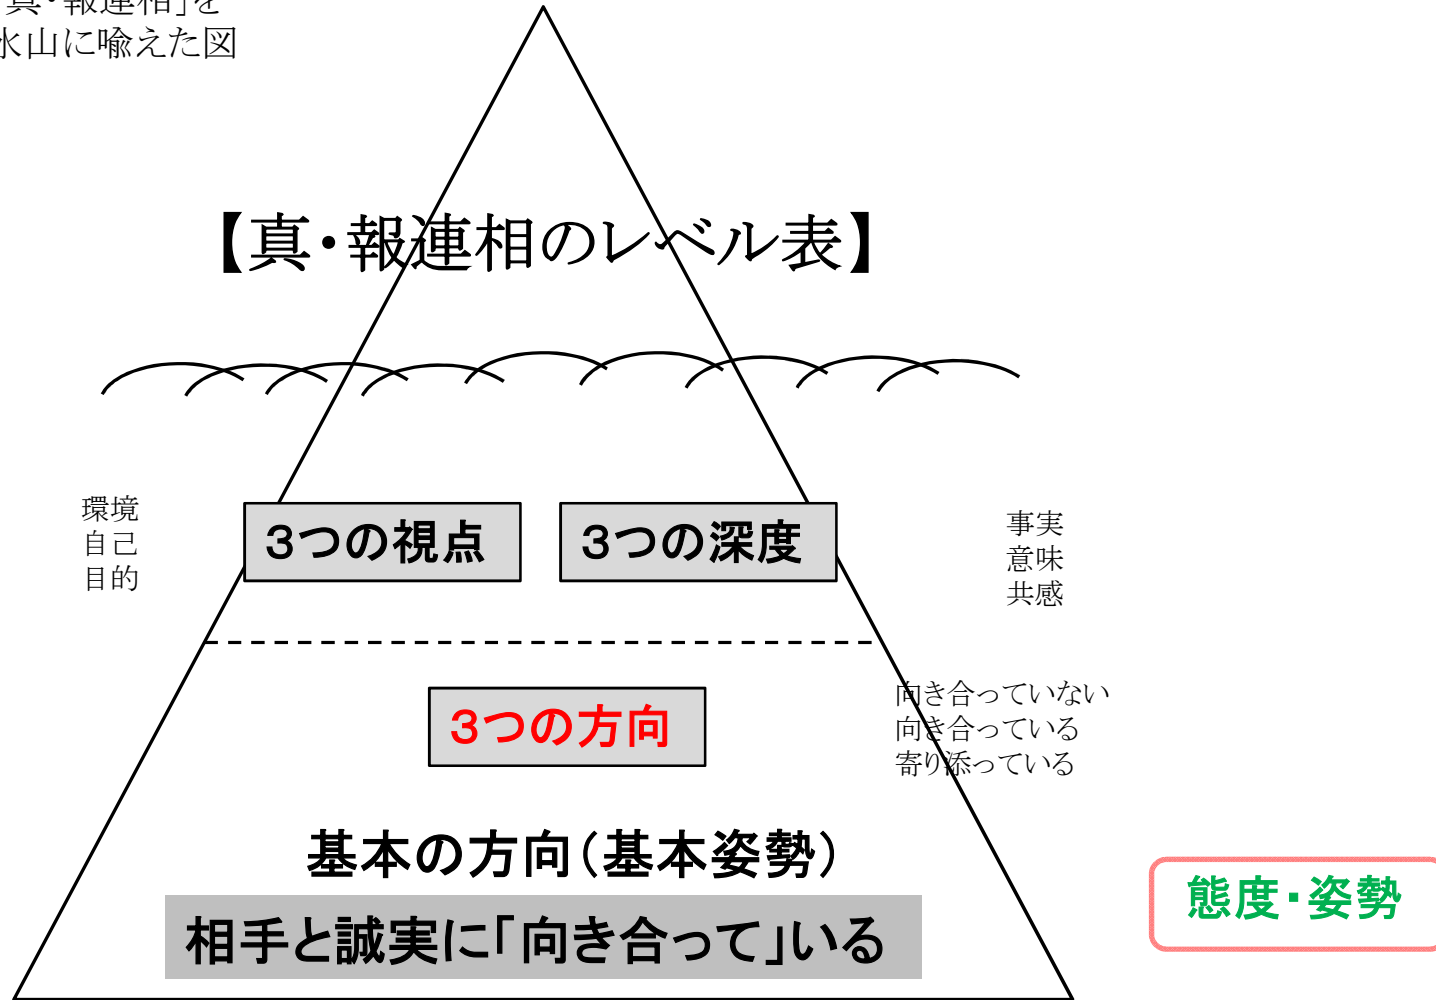 真・報連相」を
氷山に喩えた図
【真・報連相のレベル表】
環境
自己
目的
３つの視点
３つの深度
事実
意味
共感
３つの方向
向き合っていない
向き合っている
寄り添っている
基本の方向（基本姿勢）
相手と誠実に「向き合って」いる
態度・姿勢